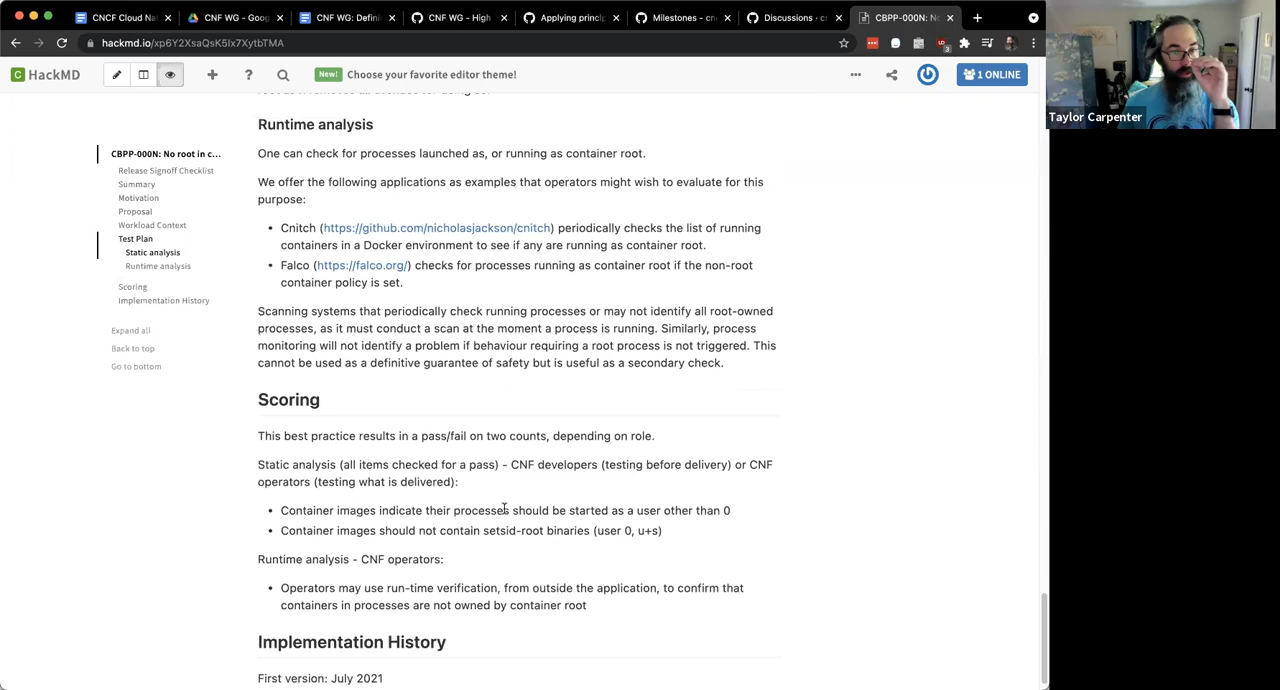 CNCF Cloud Na
CNF WG - Goog
CNF WG: Defini
CNF WG - High
Applying princip
Milestones - cn
Discussions · c
CBPP-000N: No
hackmd.io/xp6Y2XsaQsK5Ix7XytbTMA
HackMD
New! Choose your favorite editor theme!
1 ONLINE
Taylor Carpenter
CBPP-000N: No root in c...
Release Signoff Checklist
Summary
Motivation
Proposal
Workload Context
Test Plan
Static analysis
Runtime analysis
Scoring
Implementation History
Expand all
Back to top
Go to bottom
Runtime analysis
One can check for processes launched as, or running as container root.
We offer the following applications as examples that operators might wish to evaluate for this
purpose:
• Cnitch (https://github.com/nicholasjackson/cnitch) periodically checks the list of running
containers in a Docker environment to see if any are running as container root.
• Falco (https://falco.org/) checks for processes running as container root if the non-root
container policy is set.
Scanning systems that periodically check running processes or may not identify all root-owned
processes, as it must conduct a scan at the moment a process is running. Similarly, process
monitoring will not identify a problem if behaviour requiring a root process is not triggered. This
cannot be used as a definitive guarantee of safety but is useful as a secondary check.
Scoring
This best practice results in a pass/fail on two counts, depending on role.
Static analysis (all items checked for a pass) - CNF developers (testing before delivery) or CNF
operators (testing what is delivered):
• Container images indicate their processes should be started as a user other than 0
• Container images should not contain setsid-root binaries (user 0, u+s)
Runtime analysis - CNF operators:
• Operators may use run-time verification, from outside the application, to confirm that
containers in processes are not owned by container root
Implementation History
First version: July 2021